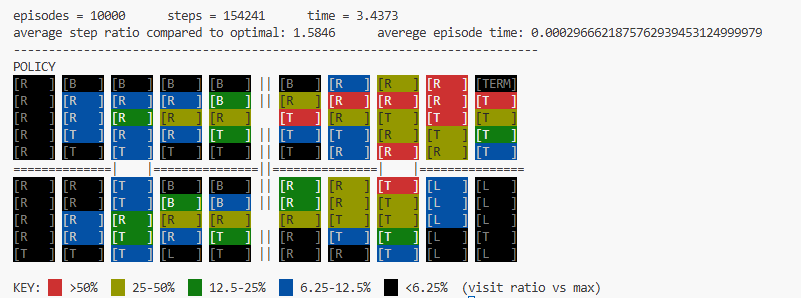 episodes = 10000 steps = 154241 time = 3.4373
average step ratio compared to optimal: 1.5846 averege episode time: 0.0002966621875762939453124999979
---------------------------------------------------------------------------
POLICY
[R ] [B ] [B ] [B ] [B ] || [B ] [R ] [R ] [R ] [TERM]
[R ] [R ] [R ] [R ] [B ] || [R ] [R ] [R ] [R ] [T ]
[R ] [R ] [R ] [R ] [R ] [T ] [R ] [T ] [T ] [T ]
[R ] [T ] [R ] [R ] [T ] || [T ] [T ] [R ] [T ] [T ]
[R ] [T ] [T ] [T ] [T ] || [T ] [R ] [R ] [R ] [T ]
==============| |===============||===============| |===============
[R ] [R ] [T ] [B ] [B ] || [R ] [R ] [T ] [L ] [L ]
[R ] [R ] [T ] [B ] [B ] || [R ] [R ] [T ] [L ] [L ]
[R ] [R ] [R ] [R ] [R ] [R ] [T ] [T ] [L ] [L ]
[R ] [R ] [T ] [R ] [T ] || [R ] [T ] [T ] [L ] [T ]
[T ] [T ] [T ] [L ] [T ] || [R ] [R ] [T ] [L ] [L ]
KEY: >50% 25-50% 12.5-25% 6.25-12.5% <6.25% (visit ratio vs max)